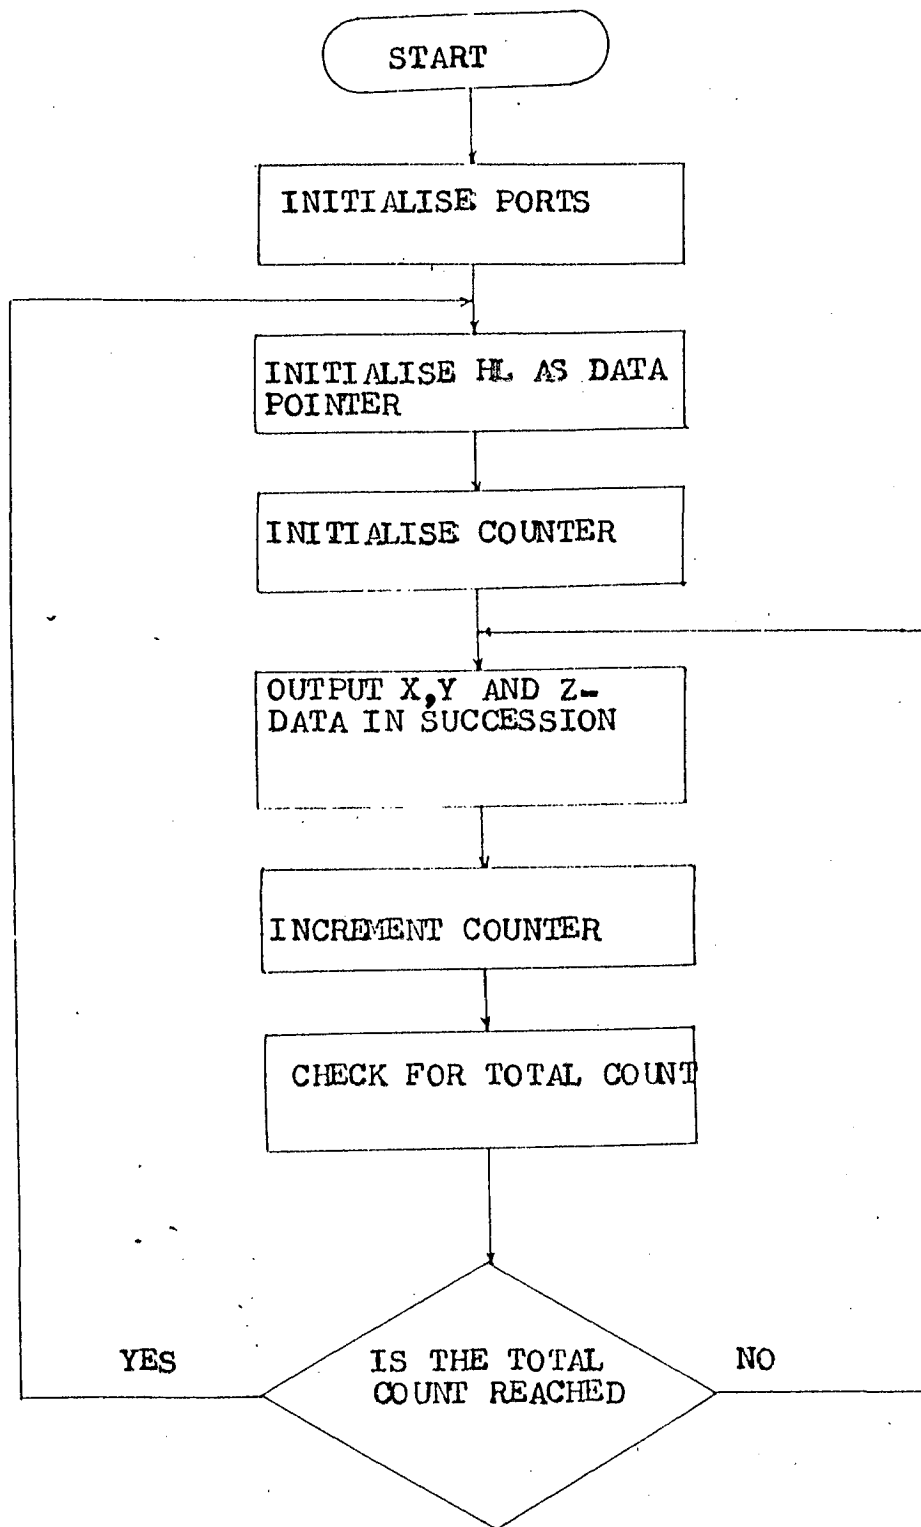 START
INITIALISE PORTS
INITIALISE HL AS DATA
POINTER
INITIALISE COUNTER
OUTPUT X,Y AND Z-
DATA IN SUCCESSION
INCREMENT COUNTER
CHECK FOR TOTAL COUNT
YES
IS THE TOTAL
COUNT REACHED
NO